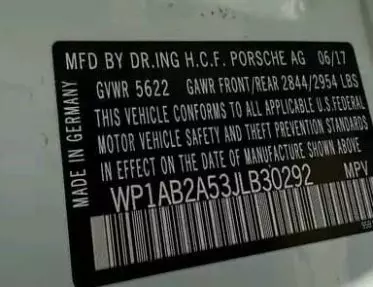 MFD BY DR.ING H.C.F. PORSCHE AG 06/17
GVWR 5622 GAWR FRONT/REAR 2844/2954 LBS
THIS VEHICLE CONFORMS TO ALL APPLICABLE U.S.FEDERAL
MOTOR VEHICLE SAFETY AND THEFT PREVENTION STANDARDS
IN EFFECT ON THE DATE OF MANUFACTURE SHOWN ABOVE
WP1AB2A53JLB30292 MPV
MADE IN GERMANY